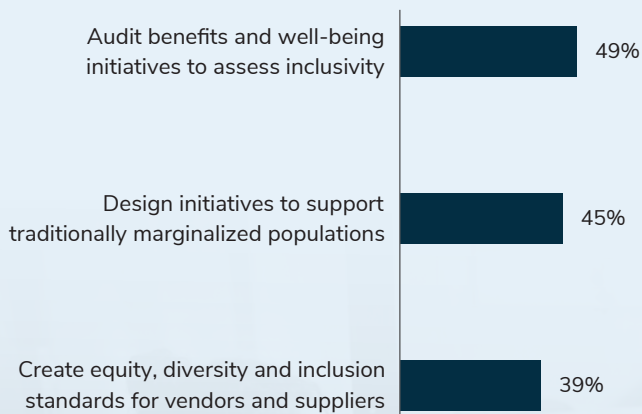 Audit benefits and well-being
initiatives to assess inclusivity
49%
Design initiatives to support
traditionally marginalized populations
45%
Create equity, diversity and inclusion
standards for vendors and suppliers
39%